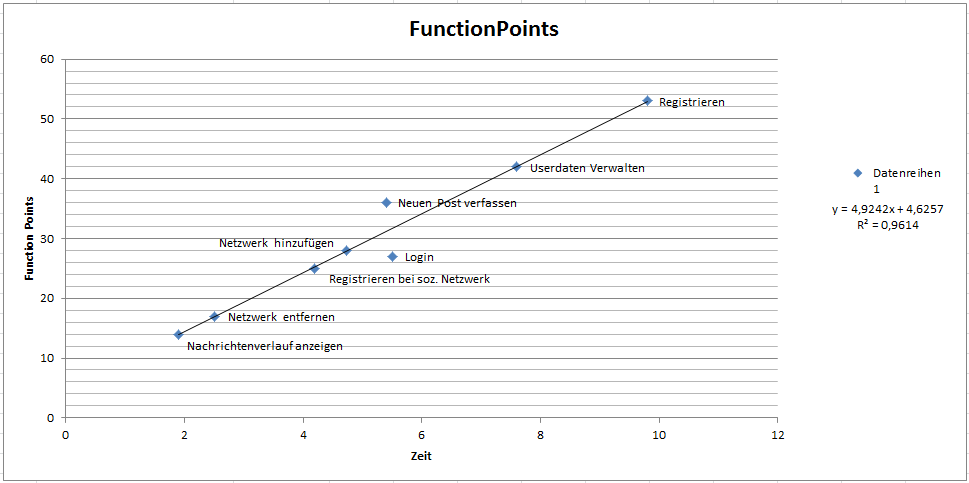 FunctionPoints
60
50
40
30
20
10
0
0 2 4 6 8 10 12
Function Points
Zeit
Registrieren
Userdaten Verwalten
Neuen Post verfassen
Netzwerk hinzufügen
Login
Registrieren bei soz. Netzwerk
Netzwerk entfernen
Nachrichtenverlauf anzeigen
Datenreihen
1
y = 4,9242x + 4,6257
R² = 0,9614